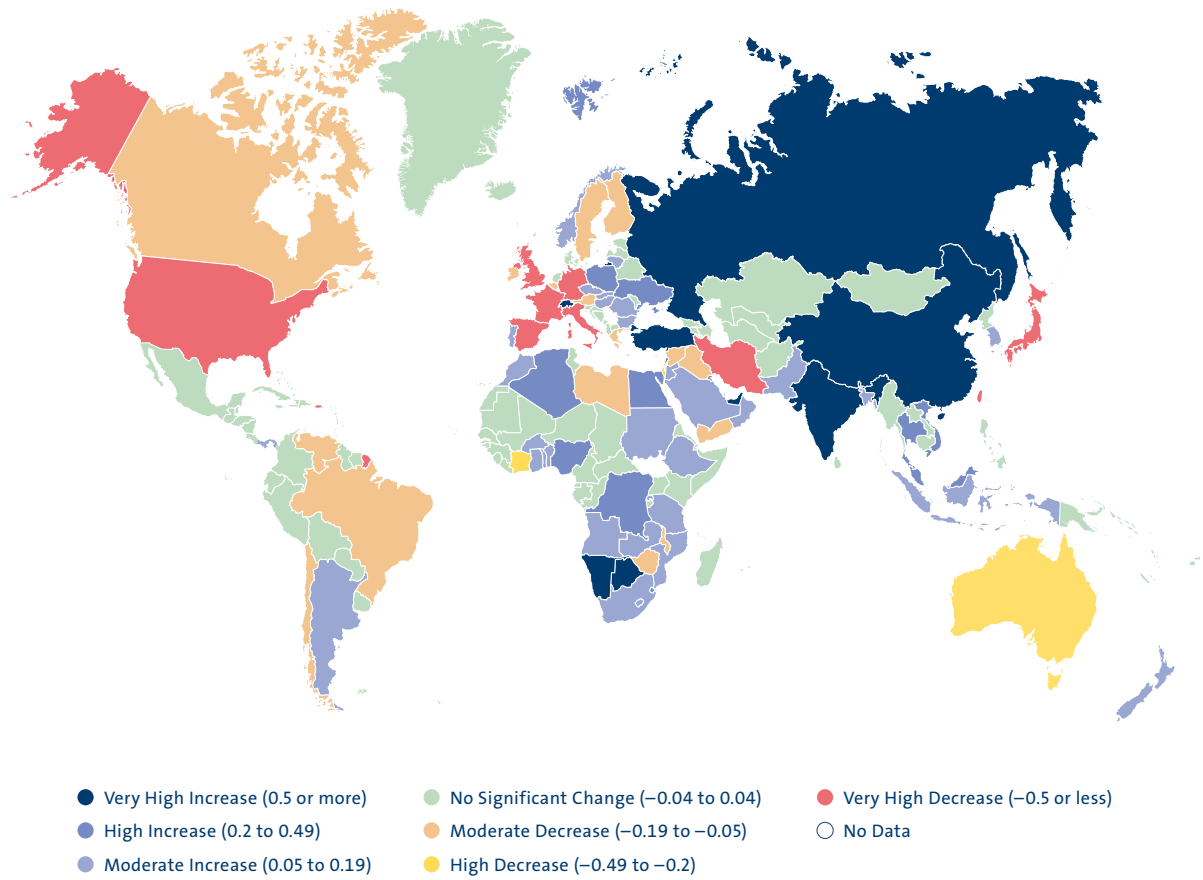 Very High Increase (0.5 or more)
High Increase (0.2 to 0.49)
Moderate Increase (0.05 to 0.19)
No Significant Change (−0.04 to 0.04)
Moderate Decrease (−0.19 to −0.05)
High Decrease (−0.49 to −0.2)
Very High Decrease (−0.5 or less)
No Data